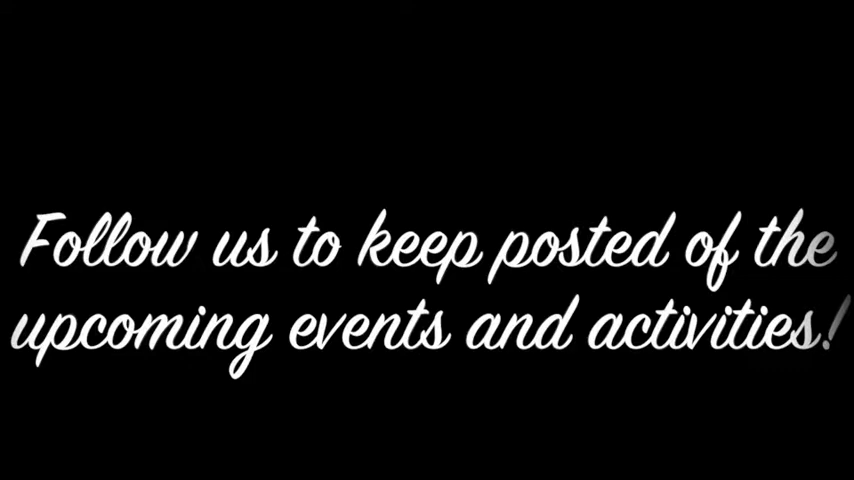 Follow us to keep posted of the
upcoming events and activities!